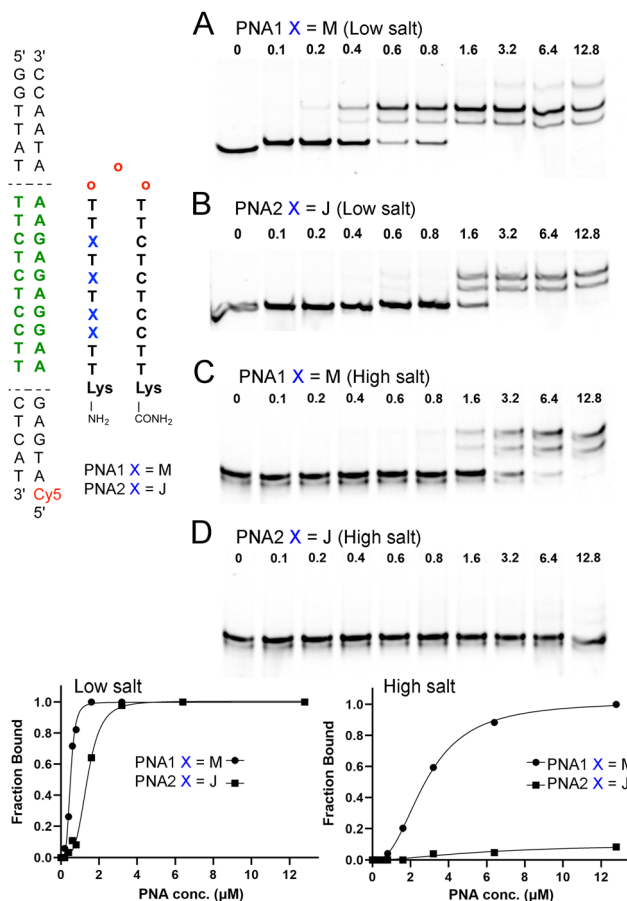 5' 3'
G C
G C
T A
T A
A T
T A
o
o o
T A T T
T A T T
C G X C
T A T T
C G X C
T A T T
C G X C
C G X C
T A T T
T A T T
Lys Lys
NH₂ CONH₂
C G
T A
C G
A T
T A
3' Cy5
5'
PNA1 X = M
PNA2 X = J
A PNA1 X = M (Low salt)
0 0.1 0.2 0.4 0.6 0.8 1.6 3.2 6.4 12.8
B PNA2 X = J (Low salt)
0 0.1 0.2 0.4 0.6 0.8 1.6 3.2 6.4 12.8
C PNA1 X = M (High salt)
0 0.1 0.2 0.4 0.6 0.8 1.6 3.2 6.4 12.8
D PNA2 X = J (High salt)
0 0.1 0.2 0.4 0.6 0.8 1.6 3.2 6.4 12.8
Low salt
Fraction Bound
1.0
0.8
0.6
0.4
0.2
0.0
PNA1 X = M
PNA2 X = J
0 2 4 6 8 10 12
PNA conc. (µM)
High salt
Fraction Bound
1.0
0.8
0.6
0.4
0.2
0.0
PNA1 X = M
PNA2 X = J
0 2 4 6 8 10 12
PNA conc. (µM)